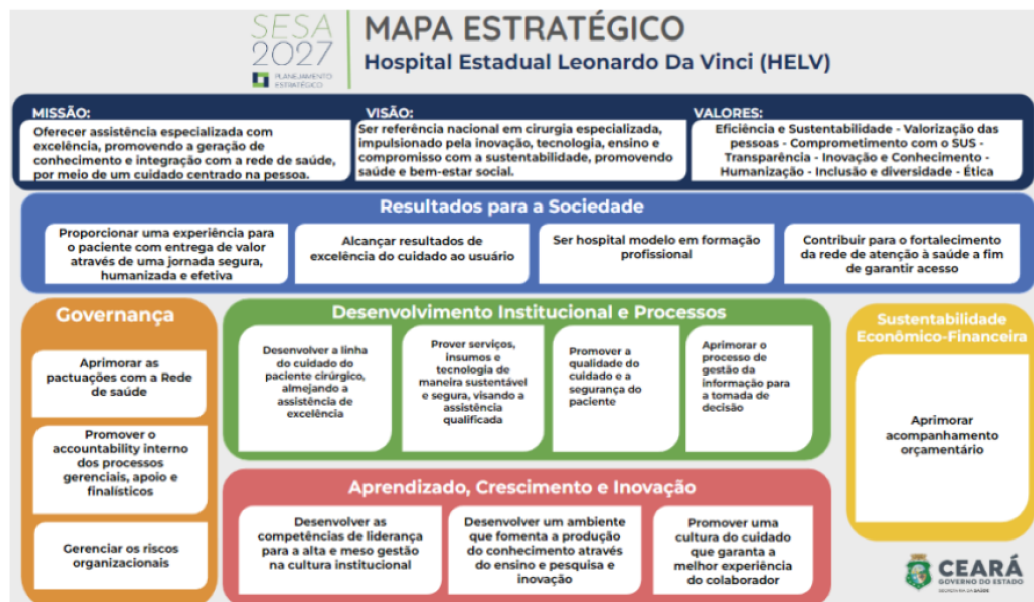 SESA
2027
PLANEJAMENTO
ESTRATÉGICO
MAPA ESTRATÉGICO
Hospital Estadual Leonardo Da Vinci (HELV)
MISSÃO:
Oferecer assistência especializada com
excelência, promovendo a geração de
conhecimento e integração com a rede de saúde,
por meio de um cuidado centrado na pessoa.
VISÃO:
Ser referência nacional em cirurgia especializada,
impulsionado pela inovação, tecnologia, ensino e
compromisso com a sustentabilidade, promovendo
saúde e bem-estar social.
VALORES:
Eficiência e Sustentabilidade - Valorização das
pessoas - Comprometimento com o SUS -
Transparência - Inovação e Conhecimento -
Humanização - Inclusão e diversidade - Ética
Resultados para a Sociedade
Proporcionar uma experiência para
o paciente com entrega de valor
através de uma jornada segura,
humanizada e efetiva
Alcançar resultados de
excelência do cuidado ao usuário
Ser hospital modelo em formação
profissional
Contribuir para o fortalecimento
da rede de atenção à saúde a fim
de garantir acesso
Governança
Aprimorar as
pactuações com a Rede
de saúde
Promover o
accountability interno
dos processos
gerenciais, apoio e
finalísticos
Gerenciar os riscos
organizacionais
Desenvolvimento Institucional e Processos
Desenvolver a linha
do cuidado do
paciente cirúrgico,
almejando a
assistência de
excelência
Prover serviços,
insumos e
tecnologia de
maneira sustentável
e segura, visando a
assistência
qualificada
Promover a
qualidade do
cuidado e a
segurança do
paciente
Aprimorar o
processo de
gestão da
informação para
a tomada de
decisão
Aprendizado, Crescimento e Inovação
Desenvolver as
competências de liderança
para a alta e meso gestão
na cultura institucional
Desenvolver um ambiente
que fomenta a produção
do conhecimento através
do ensino e pesquisa e
inovação
Promover uma
cultura do cuidado
que garanta a
melhor experiência
do colaborador
Sustentabilidade
Econômico-Financeira
Aprimorar
acompanhamento
orçamentário
CEARÁ
GOVERNO DO ESTADO
SECRETARIA DA SAÚDE